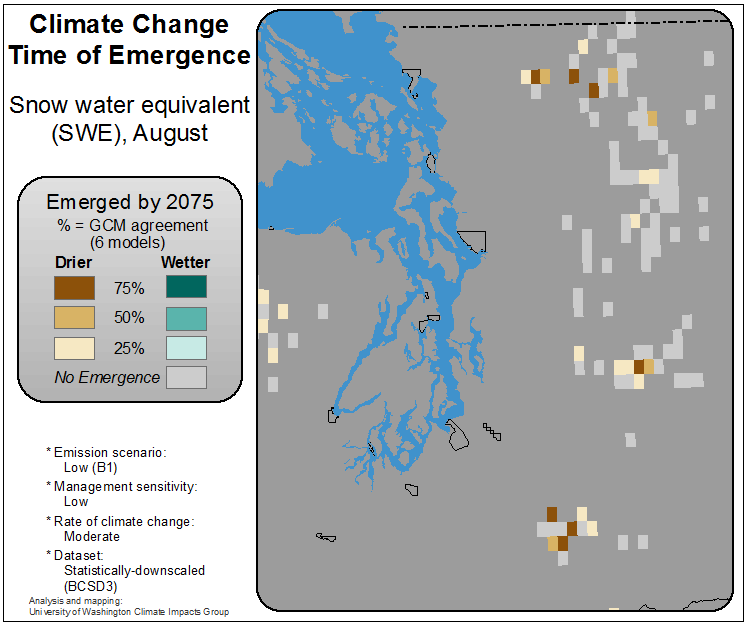 Climate Change
Time of Emergence
Snow water equivalent
(SWE), August
Emerged by 2075
% = GCM agreement
(6 models)
Drier Wetter
75%
50%
25%
No Emergence
* Emission scenario:
Low (B1)
* Management sensitivity:
Low
* Rate of climate change:
Moderate
* Dataset:
Statistically-downscaled
(BCSD3)
Analysis and mapping:
University of Washington Climate Impacts Group